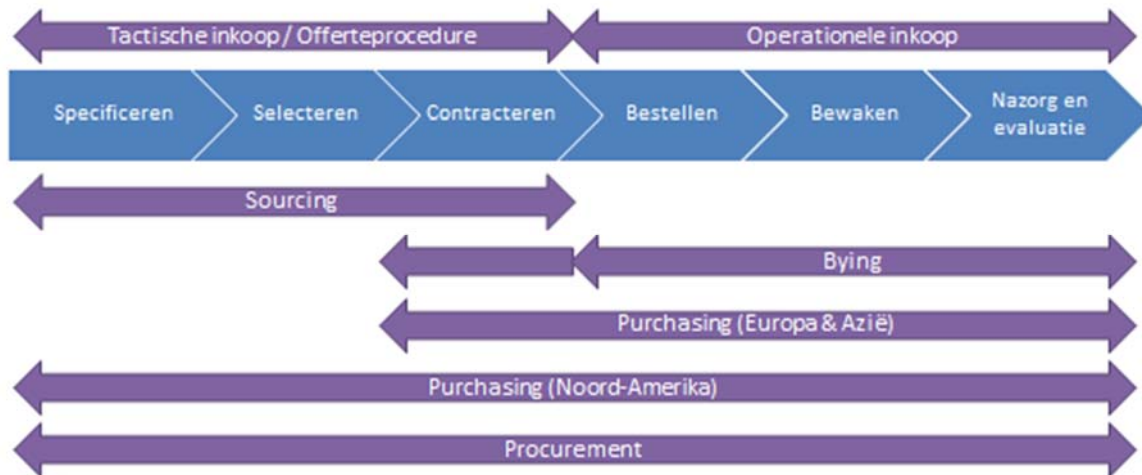 Tactische inkoop / Offerteprocedure
Operationele inkoop
Specificeren
Selecteren
Contracteren
Bestellen
Bewaken
Nazorg en
evaluatie
Sourcing
Bying
Purchasing (Europa & Azië)
Purchasing (Noord-Amerika)
Procurement